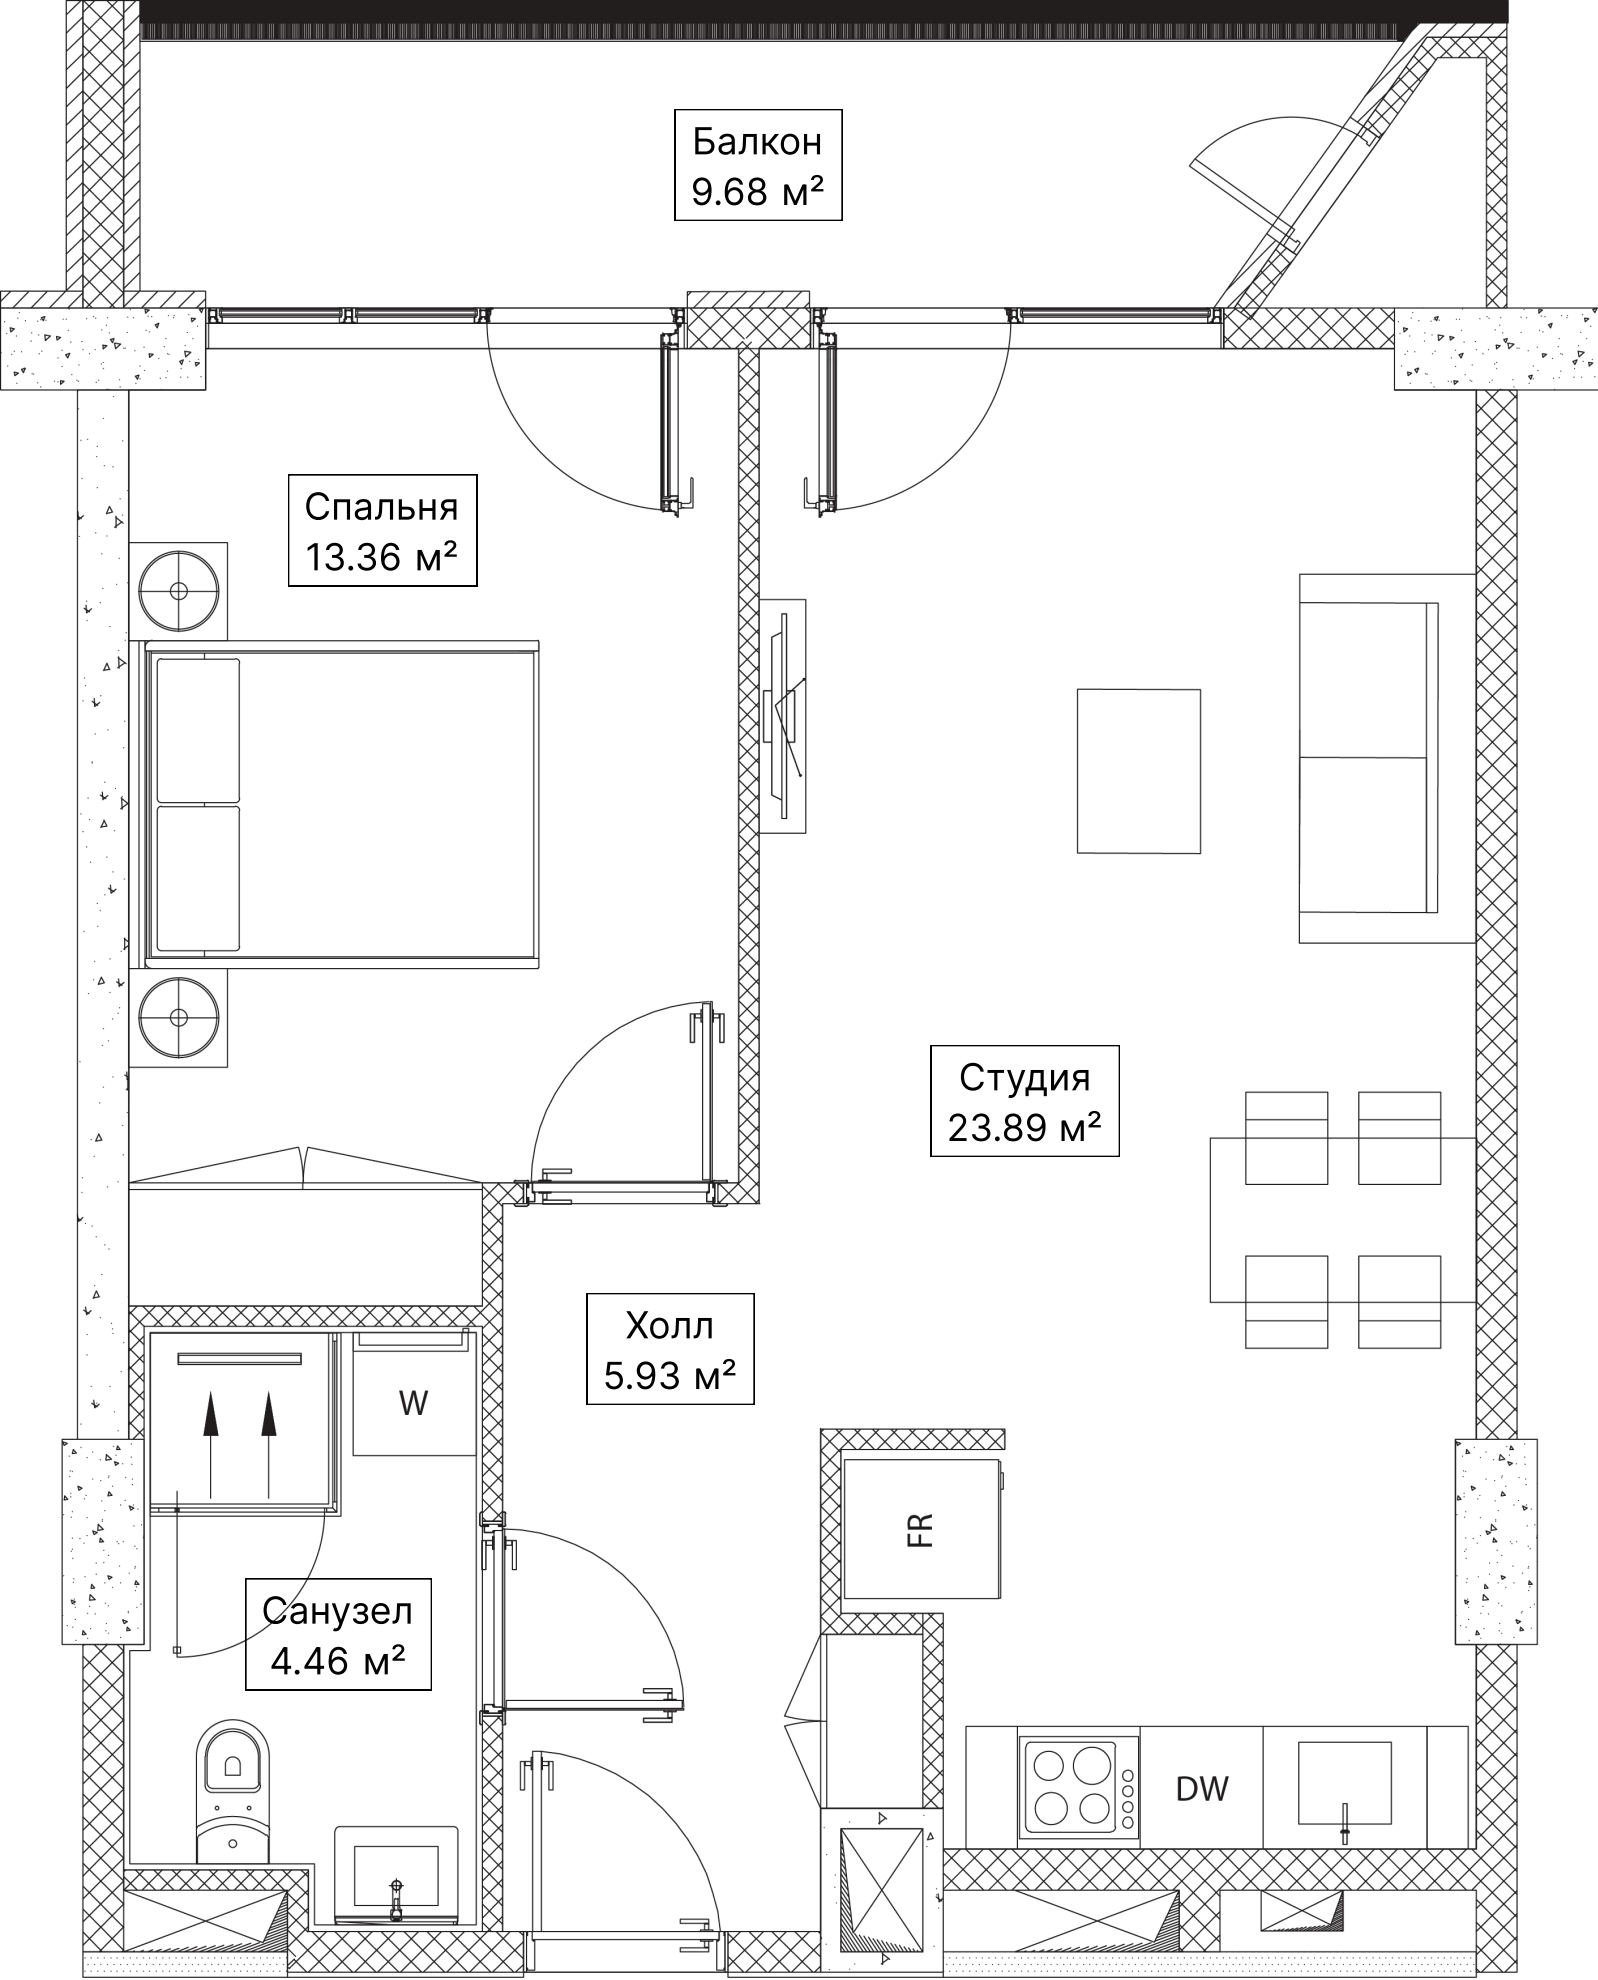 Балкон
9.68 м²
Спальня
13.36 м²
Студия
23.89 м²
Холл
5.93 м²
W
FR
Санузел
4.46 м²
DW